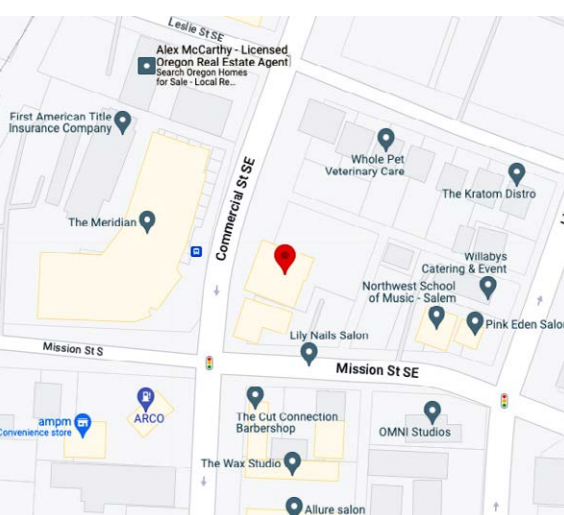 Leslie St SE
Alex McCarthy - Licensed
Oregon Real Estate Agent
Search Oregon Homes
for Sale - Local Re...
First American Title
Insurance Company
Whole Pet
Veterinary Care
The Kratom Distro
Commercial St SE
The Meridian
Willabys
Catering & Event
Northwest School
of Music - Salem
Pink Eden Salo
Lily Nails Salon
Mission St S
Mission St SE
ampm
Convenience store
ARCO
The Cut Connection
Barbershop
OMNI Studios
The Wax Studio
Allure salon